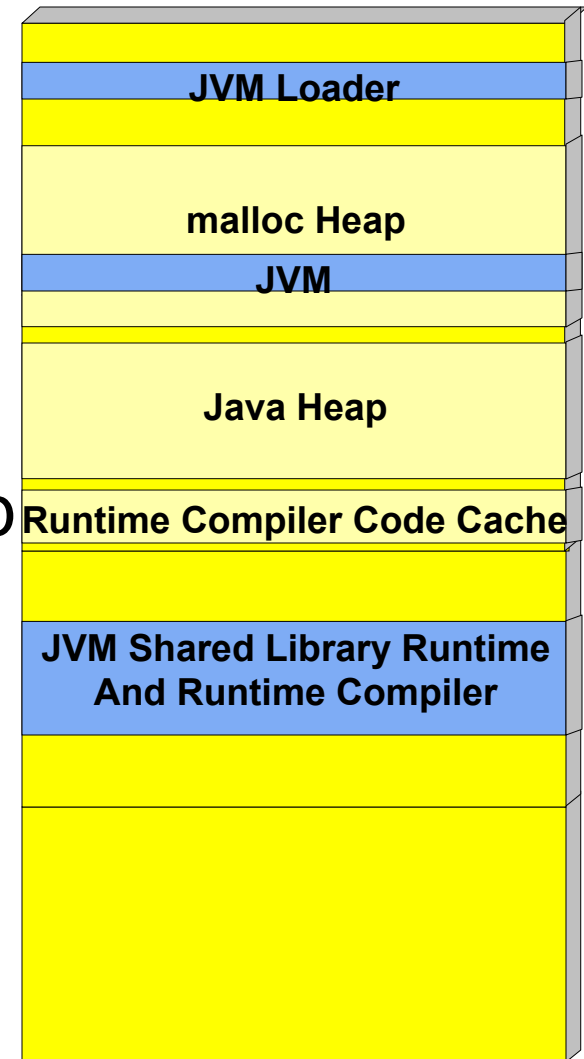 JVM Loader
malloc Heap
JVM
Java Heap
Runtime Compiler Code Cache
JVM Shared Library Runtime
And Runtime Compiler